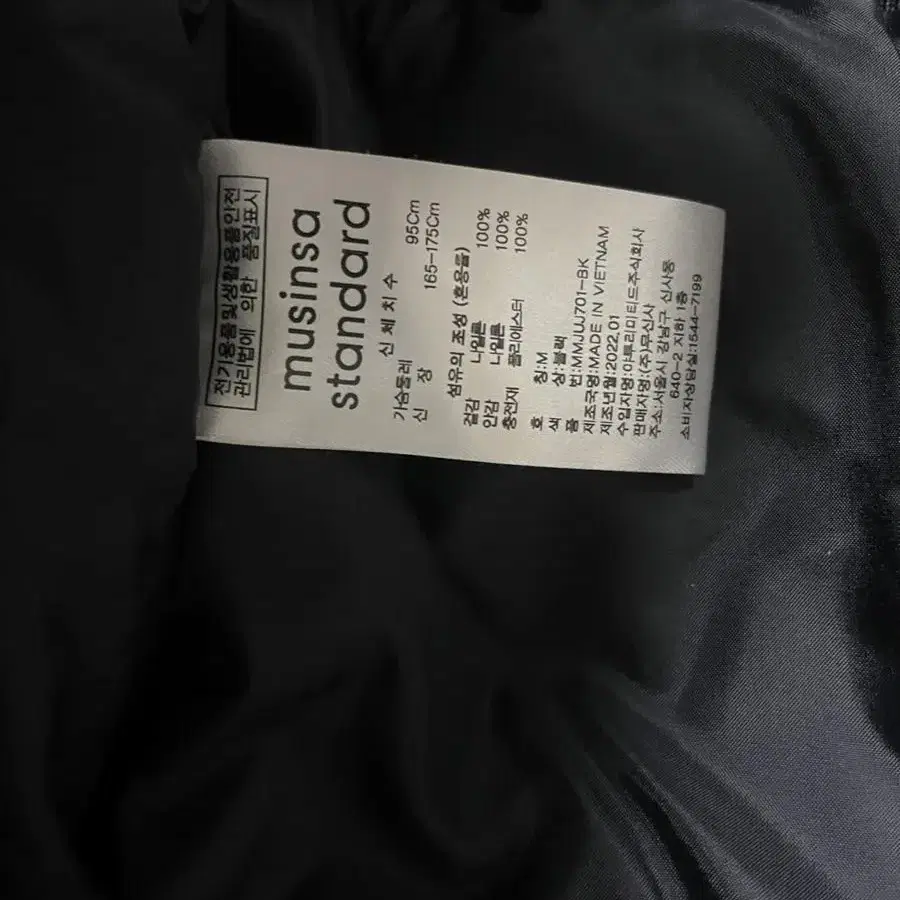 전기용품및생활용품안전
관리법에 의한 품질표시
musinsa
standard
신 체 치 수
가슴둘레 95Cm
신 장 165-175Cm
섬유의 조성 (혼용률)
겉감 나일론 100%
안감 나일론 100%
충전재 폴리에스터 100%
호 칭:M
색 상:블랙
품 번:MMJUJ701-BK
제조국명:MADE IN VIETNAM
제조년월:2022.01
수입자명:아투리미티드주식회사
판매자명:(주)무신사
주소:서울시 강남구 신사동
640-2 지하 1층
소비자상담실:1544-7199